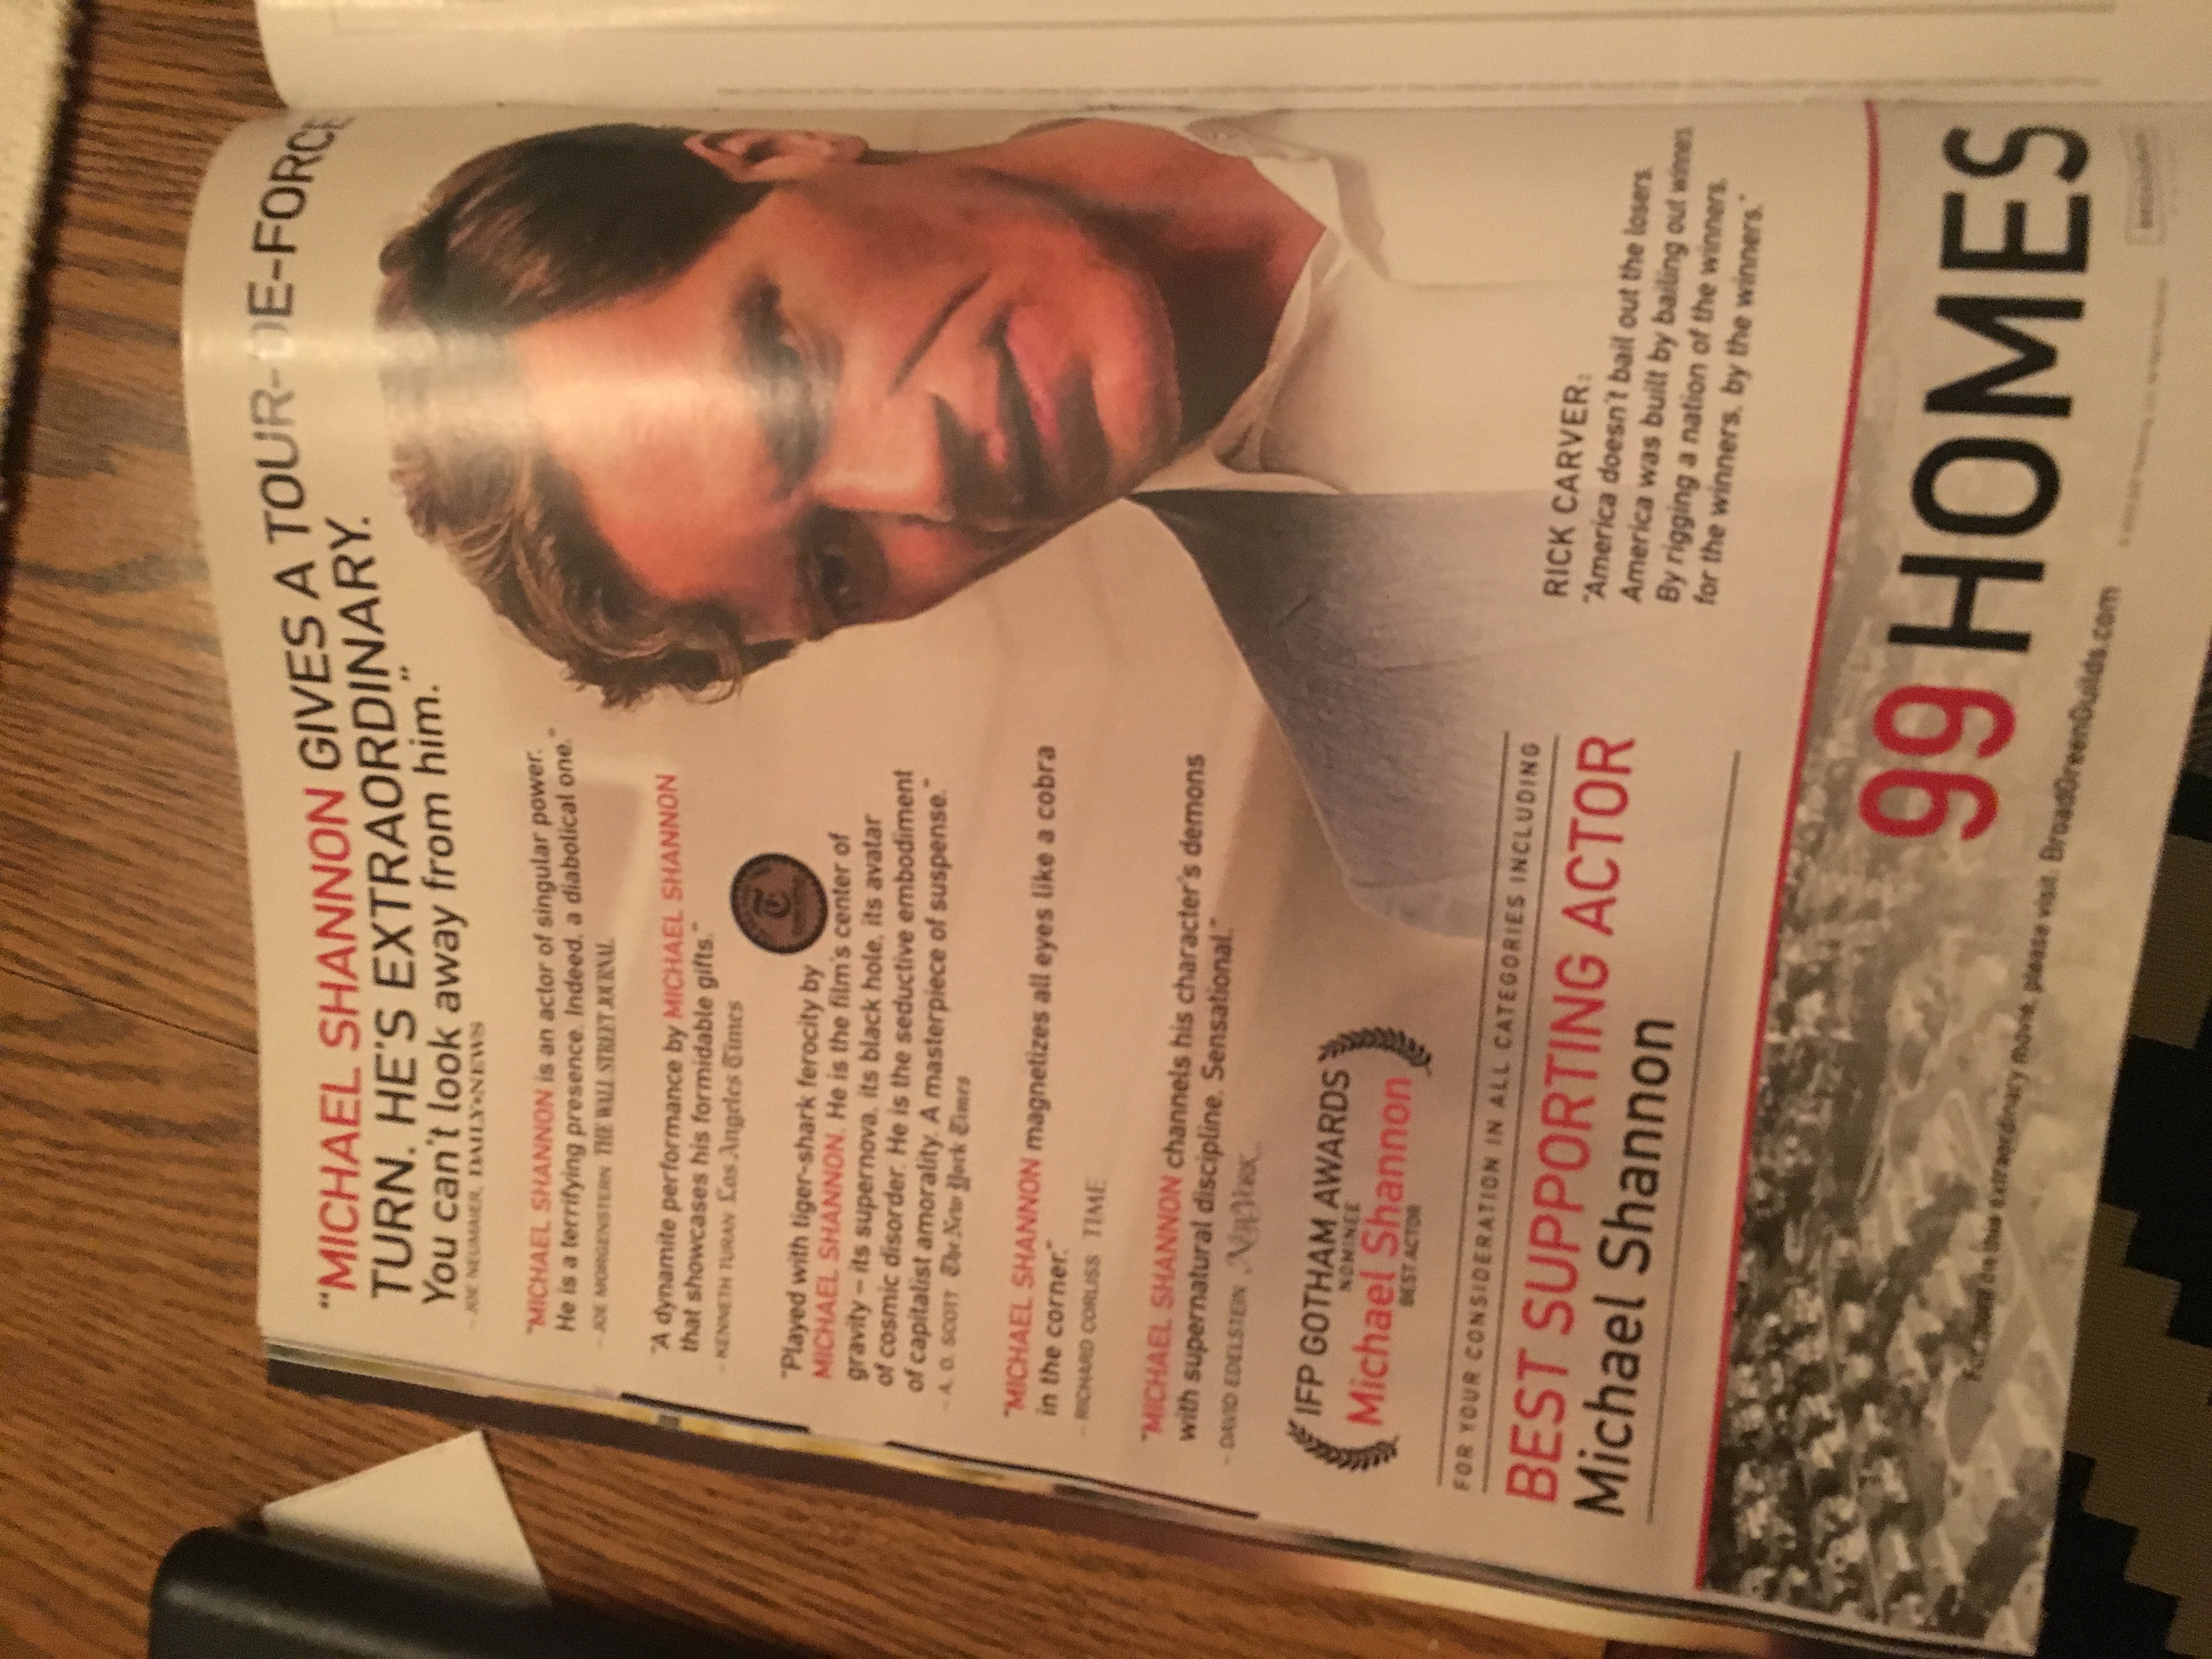 “MICHAEL SHANNON GIVES A TOUR-DE-FORCE
TURN. HE'S EXTRAORDINARY.
You can't look away from him.”
- JOE NEUMAIER, DAILY NEWS
“MICHAEL SHANNON is an actor of singular power.
He is a terrifying presence. Indeed, a diabolical one.”
- JOE MORGENSTERN THE WALL STREET JOURNAL
“A dynamite performance by MICHAEL SHANNON
that showcases his formidable gifts.”
- KENNETH TURAN Los Angeles Times
“Played with tiger-shark ferocity by
MICHAEL SHANNON. He is the film's center of
gravity – its supernova, its black hole, its avatar
of cosmic disorder. He is the seductive embodiment
of capitalist amorality. A masterpiece of suspense.”
- A. O. SCOTT The New York Times
“MICHAEL SHANNON magnetizes all eyes like a cobra
in the corner.”
- RICHARD CORLISS TIME
“MICHAEL SHANNON channels his character's demons
with supernatural discipline. Sensational.”
- DAVID EDELSTEIN
IFP GOTHAM AWARDS
NOMINEE
Michael Shannon
BEST ACTOR
FOR YOUR CONSIDERATION IN ALL CATEGORIES INCLUDING
BEST SUPPORTING ACTOR
Michael Shannon
RICK CARVER:
“America doesn't bail out the losers.
America was built by bailing out winners.
By rigging a nation of the winners,
for the winners, by the winners.”
99 HOMES
For more on this extraordinary movie, please visit BroadGreenGuilds.com